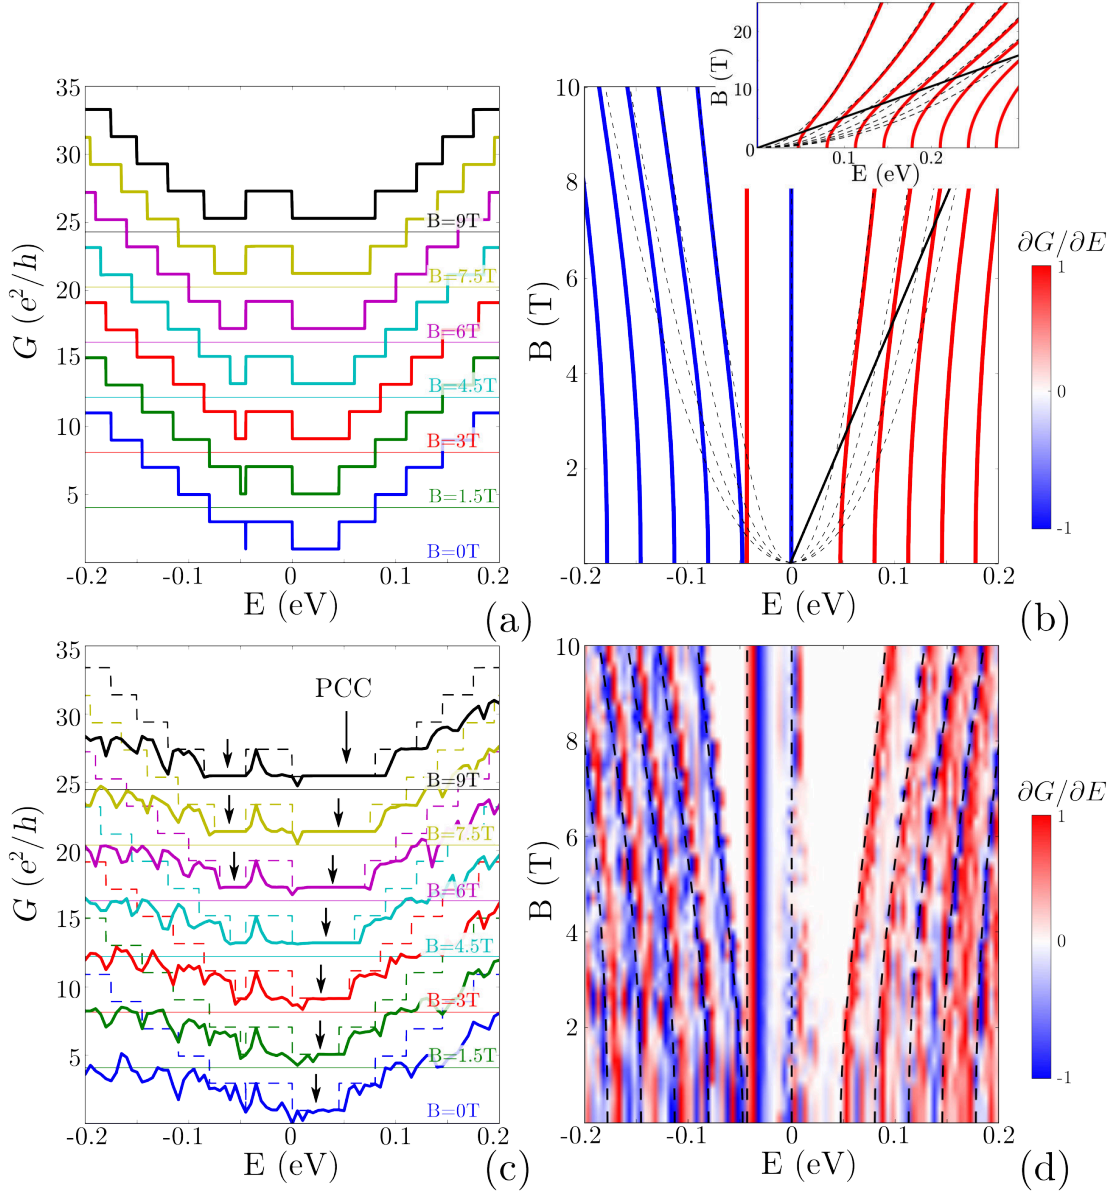 35
30
25
20
15
10
5
G (e²/h)
B=9T
B=7.5T
B=6T
B=4.5T
B=3T
B=1.5T
B=0T
-0.2 -0.1 0 0.1 0.2
E (eV)
(a)
20
10
0
B (T)
0.1 0.2
E (eV)
10
8
6
4
2
B (T)
-0.2 -0.1 0 0.1 0.2
E (eV)
∂G/∂E
1
0
-1
(b)
35
30
25
20
15
10
5
G (e²/h)
PCC
B=9T
B=7.5T
B=6T
B=4.5T
B=3T
B=1.5T
B=0T
-0.2 -0.1 0 0.1 0.2
E (eV)
(c)
10
8
6
4
2
B (T)
-0.2 -0.1 0 0.1 0.2
E (eV)
∂G/∂E
1
0
-1
(d)